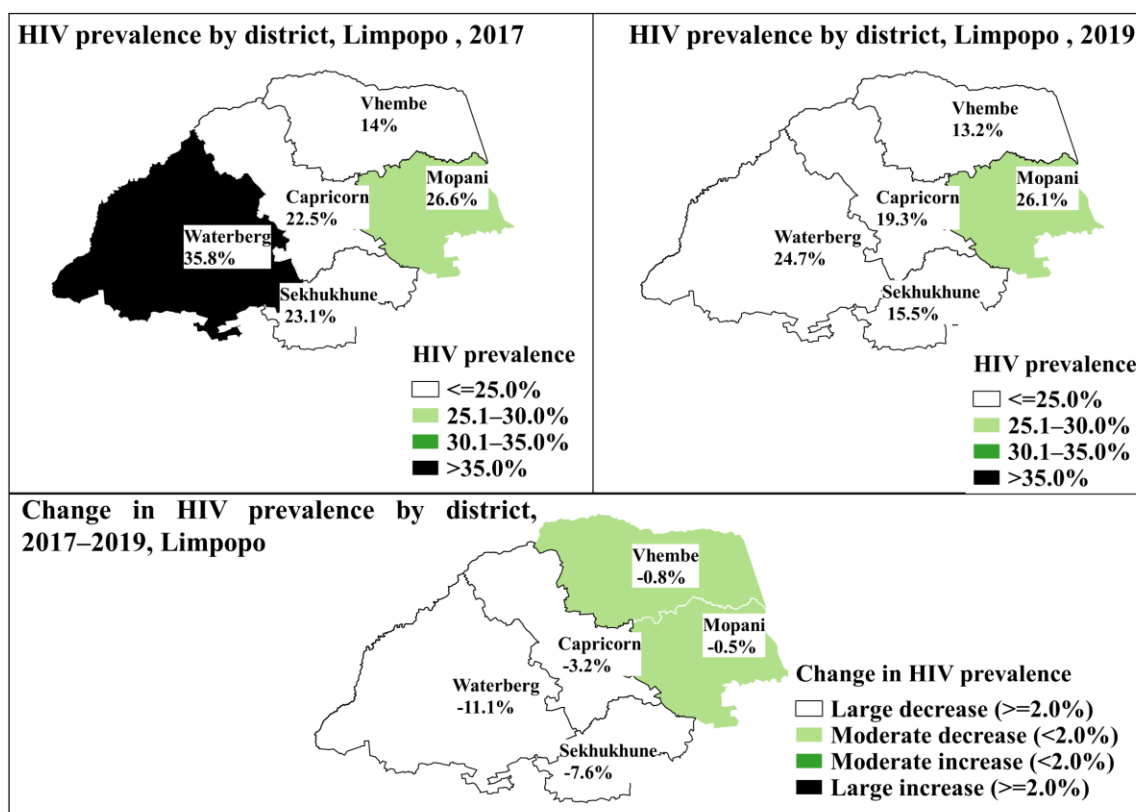 HIV prevalence by district, Limpopo , 2017
Vhembe
14%
Mopani
26.6%
Capricorn
22.5%
Waterberg
35.8%
Sekhukhune
23.1%
HIV prevalence
<=25.0%
25.1–30.0%
30.1–35.0%
>35.0%
HIV prevalence by district, Limpopo , 2019
Vhembe
13.2%
Mopani
26.1%
Capricorn
19.3%
Waterberg
24.7%
Sekhukhune
15.5%
HIV prevalence
<=25.0%
25.1–30.0%
30.1–35.0%
>35.0%
Change in HIV prevalence by district,
2017–2019, Limpopo
Vhembe
-0.8%
Mopani
-0.5%
Capricorn
-3.2%
Waterberg
-11.1%
Sekhukhune
-7.6%
Change in HIV prevalence
Large decrease (>=2.0%)
Moderate decrease (<2.0%)
Moderate increase (<2.0%)
Large increase (>=2.0%)